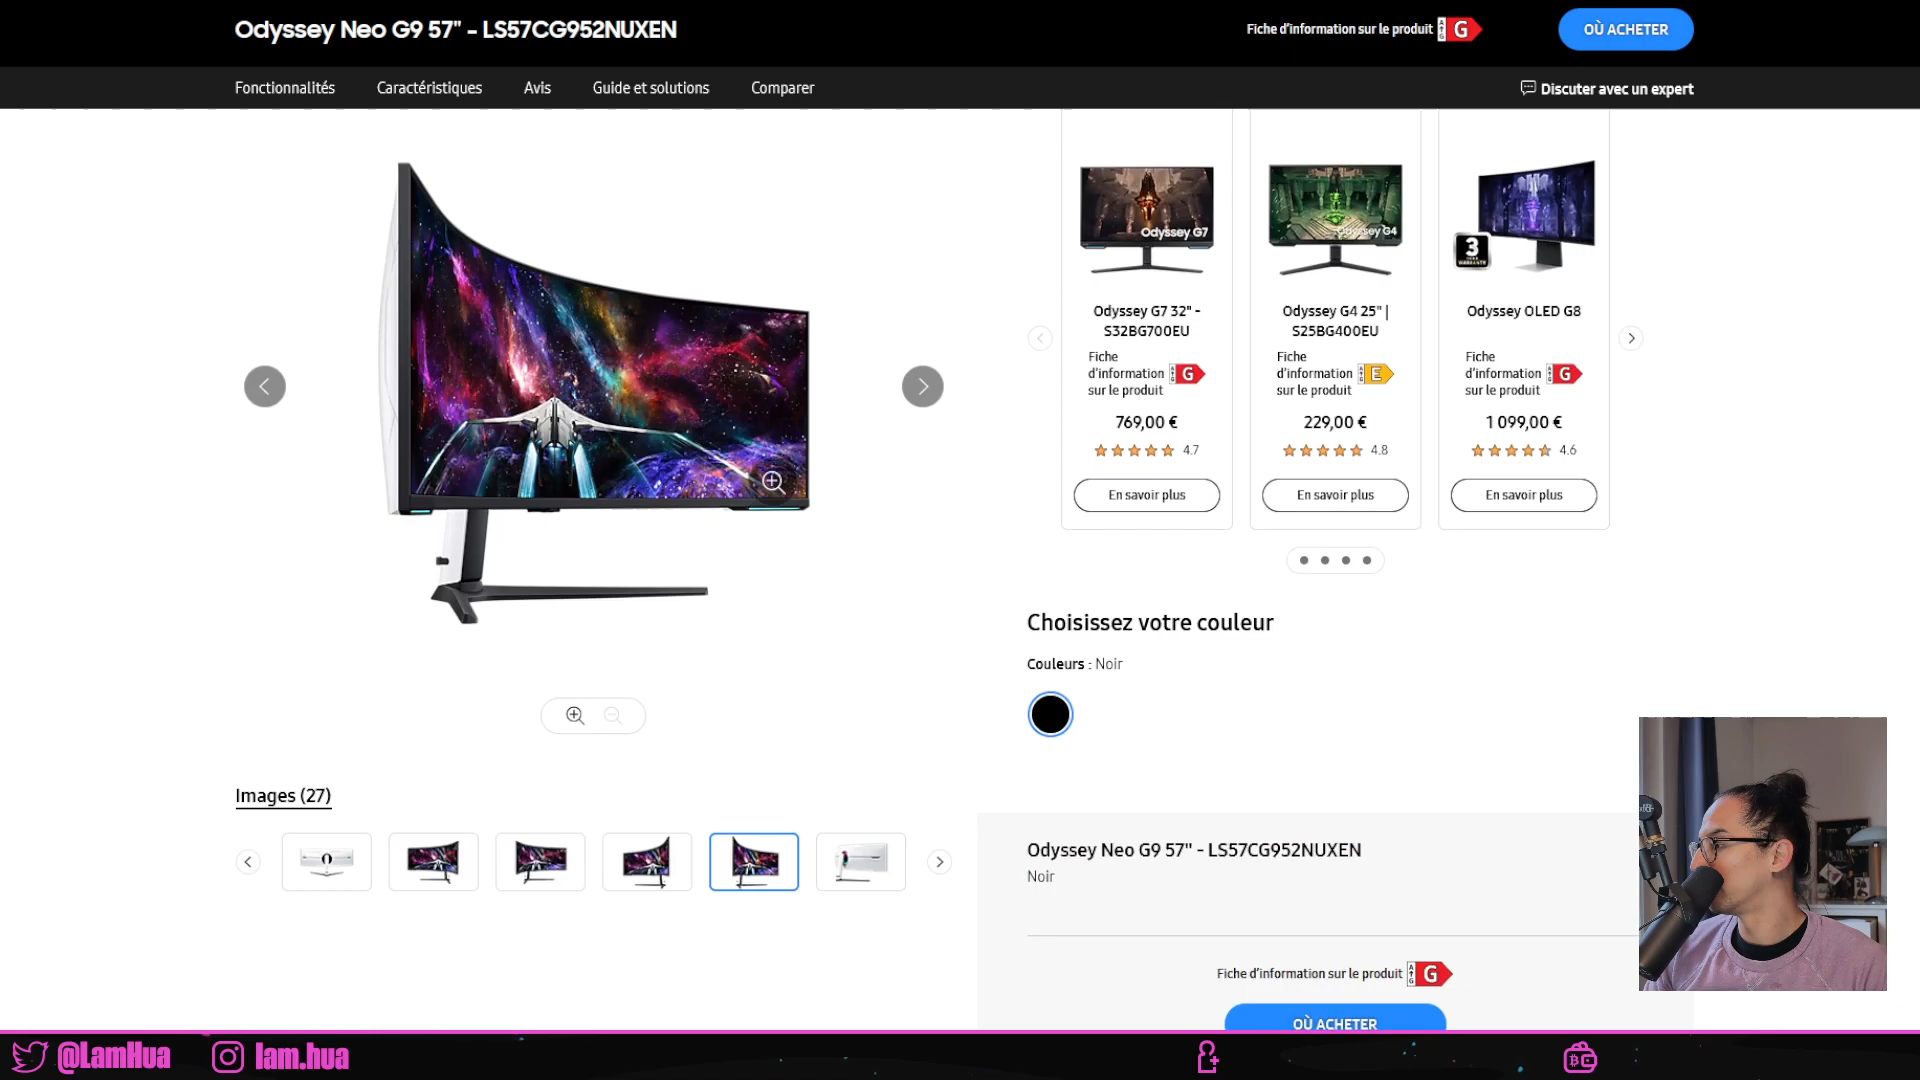 Odyssey Neo G9 57" - LS57CG952NUXEN
Fiche d'information sur le produit
G
OÙ ACHETER
Fonctionnalités
Caractéristiques
Avis
Guide et solutions
Comparer
Discuter avec un expert
Odyssey G7
Odyssey G4
3
Odyssey G7 32" -
S32BG700EU
Fiche
d'information
sur le produit
G
769,00 €
4.7
En savoir plus
Odyssey G4 25" |
S25BG400EU
Fiche
d'information
sur le produit
E
229,00 €
4.8
En savoir plus
Odyssey OLED G8
Fiche
d'information
sur le produit
G
1 099,00 €
4.6
En savoir plus
Choisissez votre couleur
Couleurs : Noir
Images (27)
Odyssey Neo G9 57" - LS57CG952NUXEN
Noir
Fiche d'information sur le produit
G
OÙ ACHETER
@LamHua
lam.hua